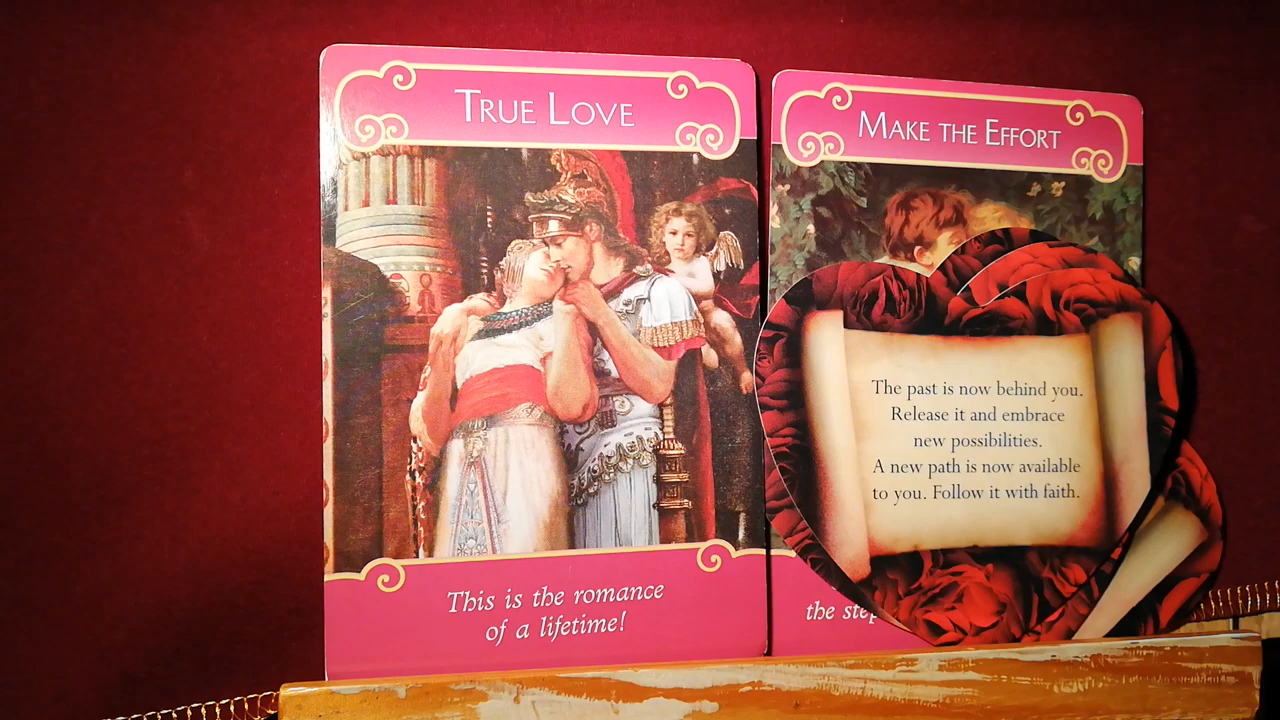 TRUE LOVE
This is the romance
of a lifetime!
MAKE THE EFFORT
the
The past is now behind you.
Release it and embrace
new possibilities.
A new path is now available
to you. Follow it with faith.